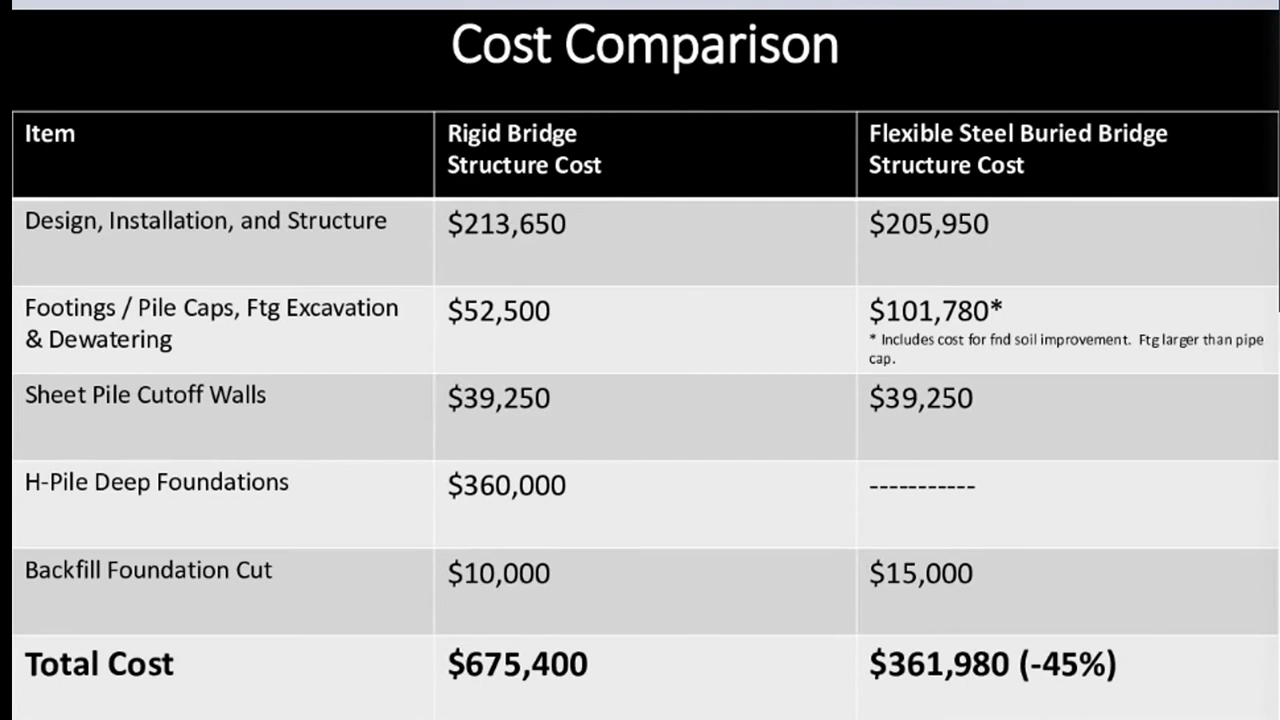 Cost Comparison
Item
Rigid Bridge
Structure Cost
Flexible Steel Buried Bridge
Structure Cost
Design, Installation, and Structure
$213,650
$205,950
Footings / Pile Caps, Ftg Excavation
& Dewatering
$52,500
$101,780*
* Includes cost for fnd soil improvement. Ftg larger than pipe
cap.
Sheet Pile Cutoff Walls
$39,250
$39,250
H-Pile Deep Foundations
$360,000
-----------
Backfill Foundation Cut
$10,000
$15,000
Total Cost
$675,400
$361,980 (-45%)